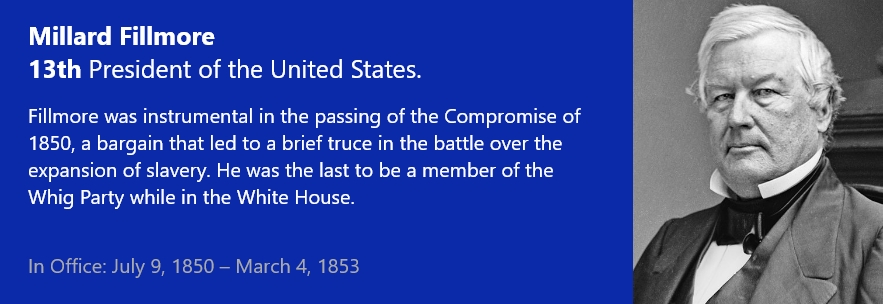 Millard Fillmore
13th President of the United States.
Fillmore was instrumental in the passing of the Compromise of
1850, a bargain that led to a brief truce in the battle over the
expansion of slavery. He was the last to be a member of the
Whig Party while in the White House.
In Office: July 9, 1850 – March 4, 1853